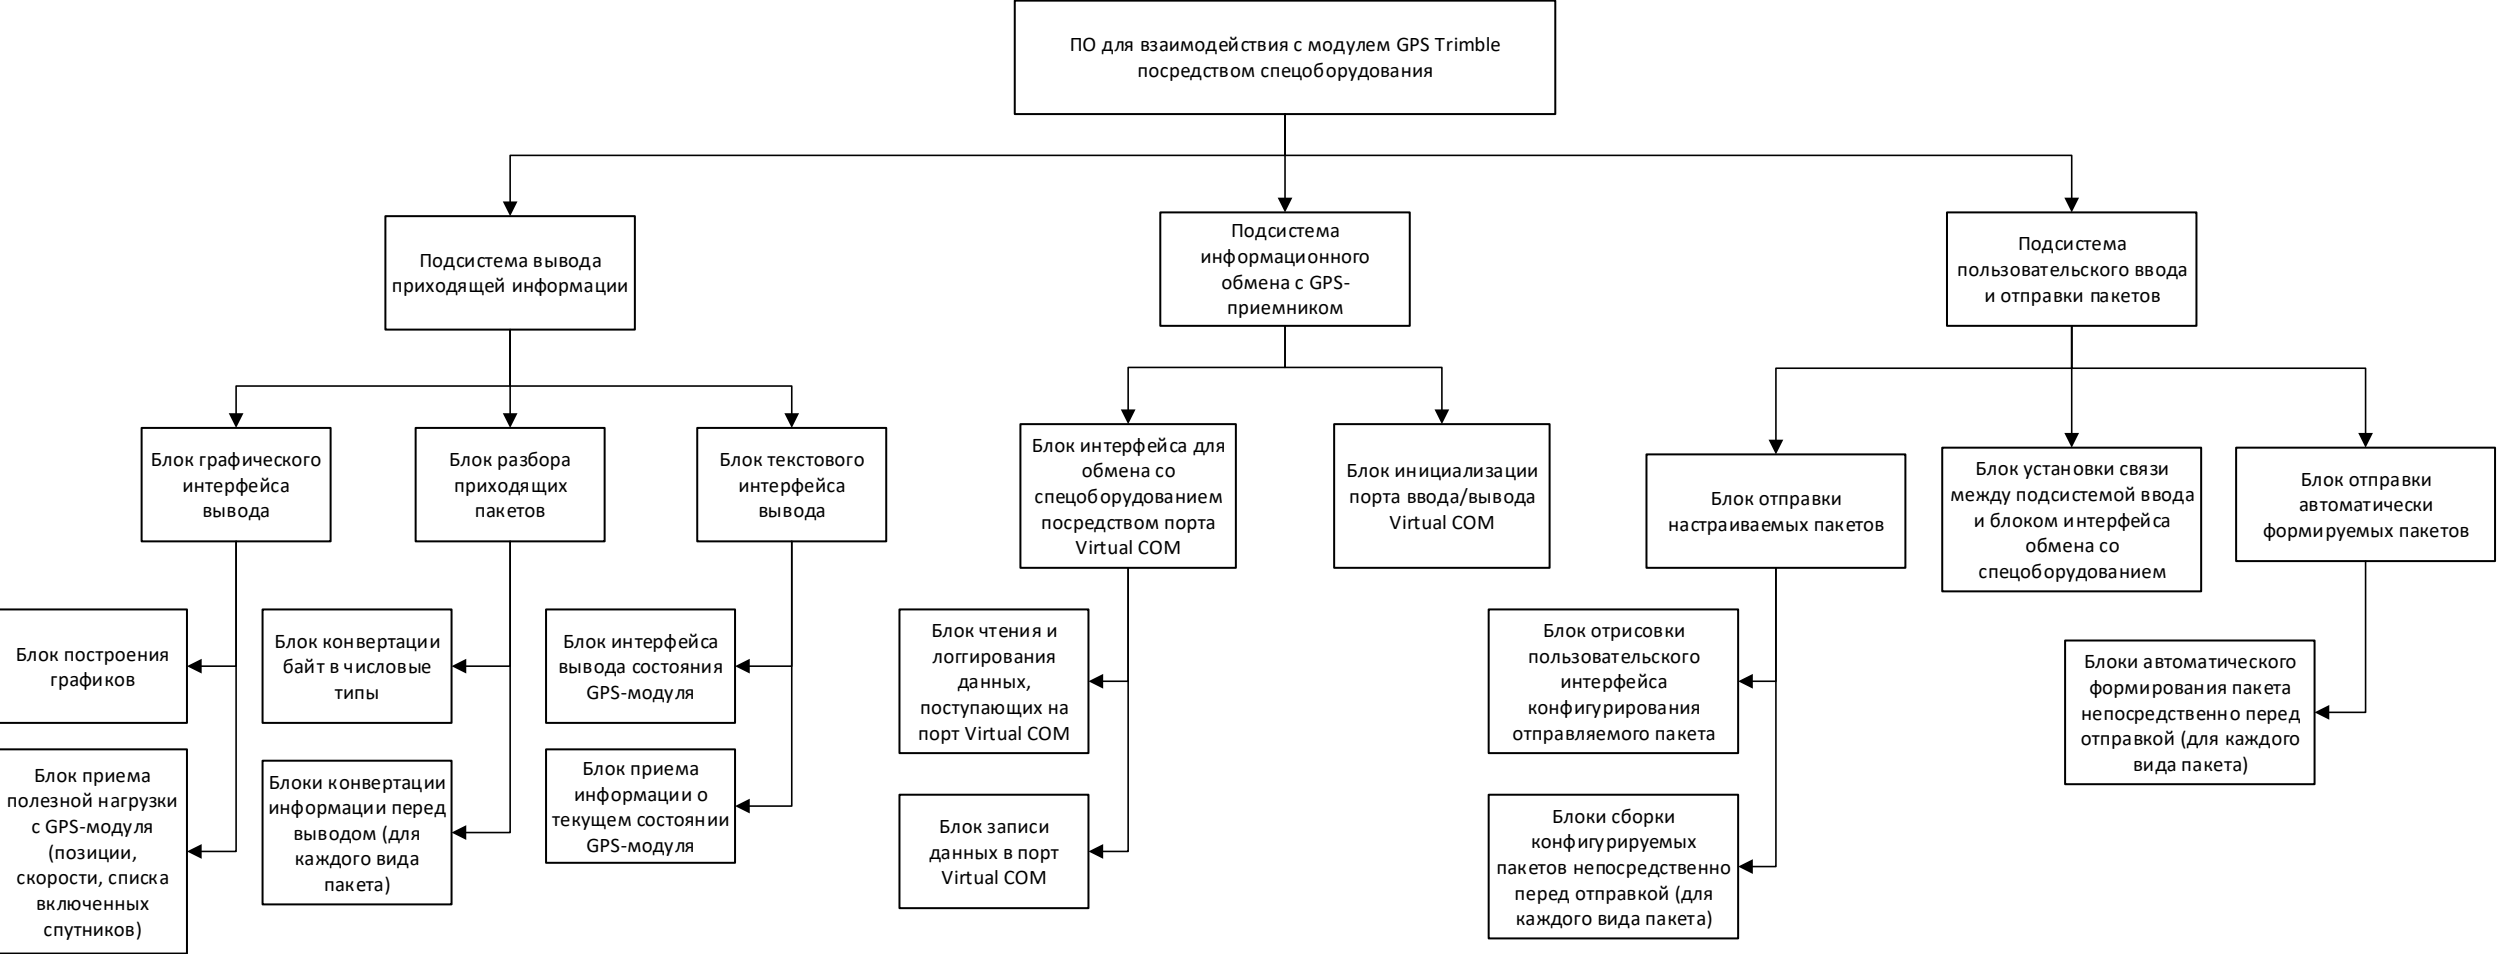 ПО для взаимодействия с модулем GPS Trimble
посредством спецоборудования
Подсистема вывода
приходящей информации
Подсистема
информационного
обмена с GPS-
приемником
Подсистема
пользовательского ввода
и отправки пакетов
Блок графического
интерфейса
вывода
Блок разбора
приходящих
пакетов
Блок текстового
интерфейса
вывода
Блок интерфейса для
обмена со
спецоборудованием
посредством порта
Virtual COM
Блок инициализации
порта ввода/вывода
Virtual COM
Блок отправки
настраиваемых пакетов
Блок установки связи
между подсистемой ввода
и блоком интерфейса
обмена со
спецоборудованием
Блок отправки
автоматически
формируемых пакетов
Блок построения
графиков
Блок конвертации
байт в числовые
типы
Блок интерфейса
вывода состояния
GPS-модуля
Блок чтения и
логгирования
данных,
поступающих на
порт Virtual COM
Блок отрисовки
пользовательского
интерфейса
конфигурирования
отправляемого пакета
Блоки автоматического
формирования пакета
непосредственно перед
отправкой (для каждого
вида пакета)
Блок приема
полезной нагрузки
с GPS-модуля
(позиции,
скорости, списка
включенных
спутников)
Блоки конвертации
информации перед
выводом (для
каждого вида
пакета)
Блок приема
информации о
текущем состоянии
GPS-модуля
Блок записи
данных в порт
Virtual COM
Блоки сборки
конфигурируемых
пакетов непосредственно
перед отправкой (для
каждого вида пакета)